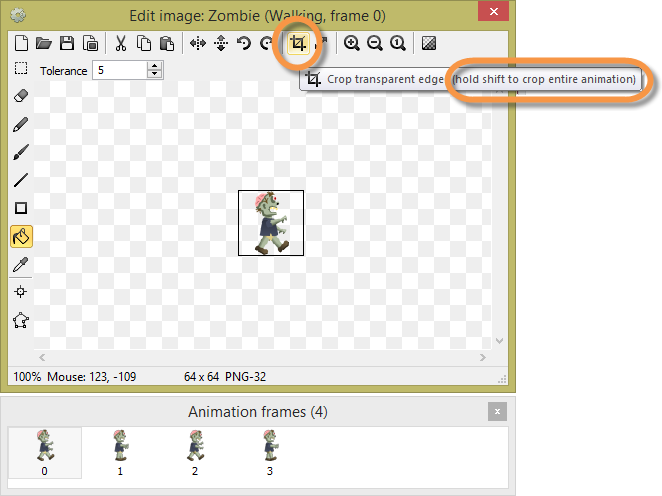 Edit image: Zombie (Walking, frame 0)
Tolerance 5
Crop transparent edge (hold shift to crop entire animation)
100% Mouse: 123, -109 64 x 64 PNG-32
Animation frames (4)
0 1 2 3